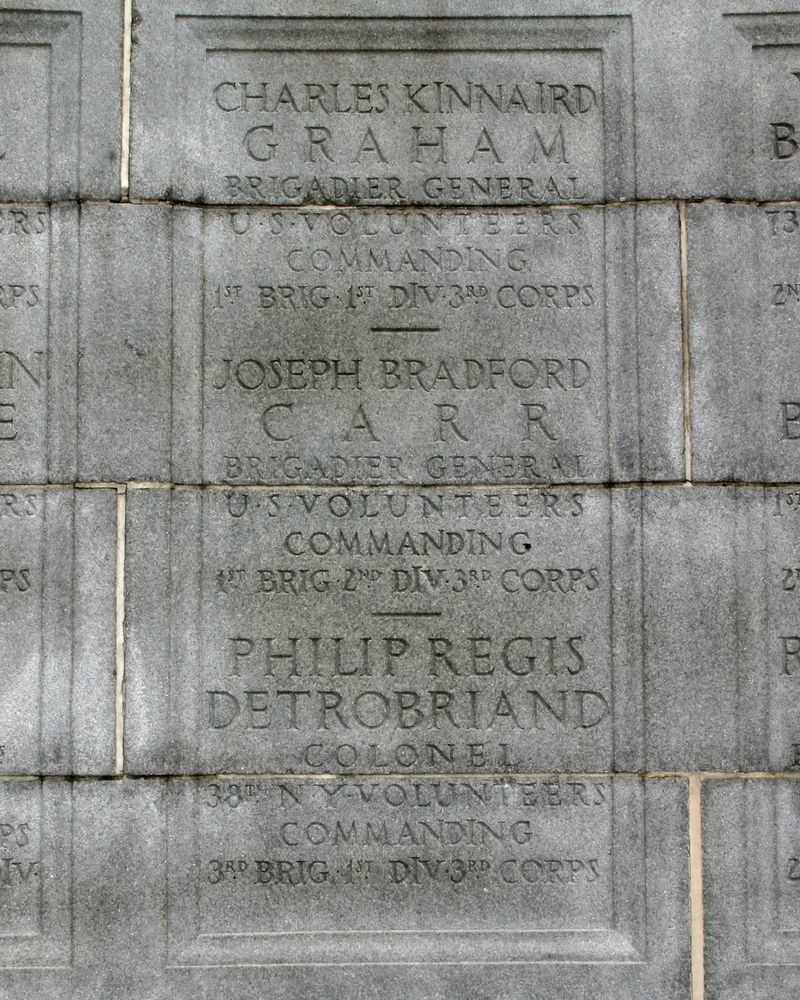 CHARLES KINNAIRD
GRAHAM
BRIGADIER GENERAL
U·S·VOLUNTEERS
COMMANDING
1ST BRIG·1ST DIV·3RD CORPS
JOSEPH BRADFORD
CARR
BRIGADIER GENERAL
U·S·VOLUNTEERS
COMMANDING
1ST BRIG·2ND DIV·3RD CORPS
PHILIP REGIS
DETROBRIAND
COLONEL
38TH N·Y·VOLUNTEERS
COMMANDING
3RD BRIG·1ST DIV·3RD CORPS